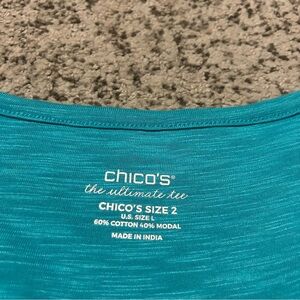 chico's®
the ultimate tee
CHICO'S SIZE 2
U.S. SIZE L
60% COTTON 40% MODAL
MADE IN INDIA